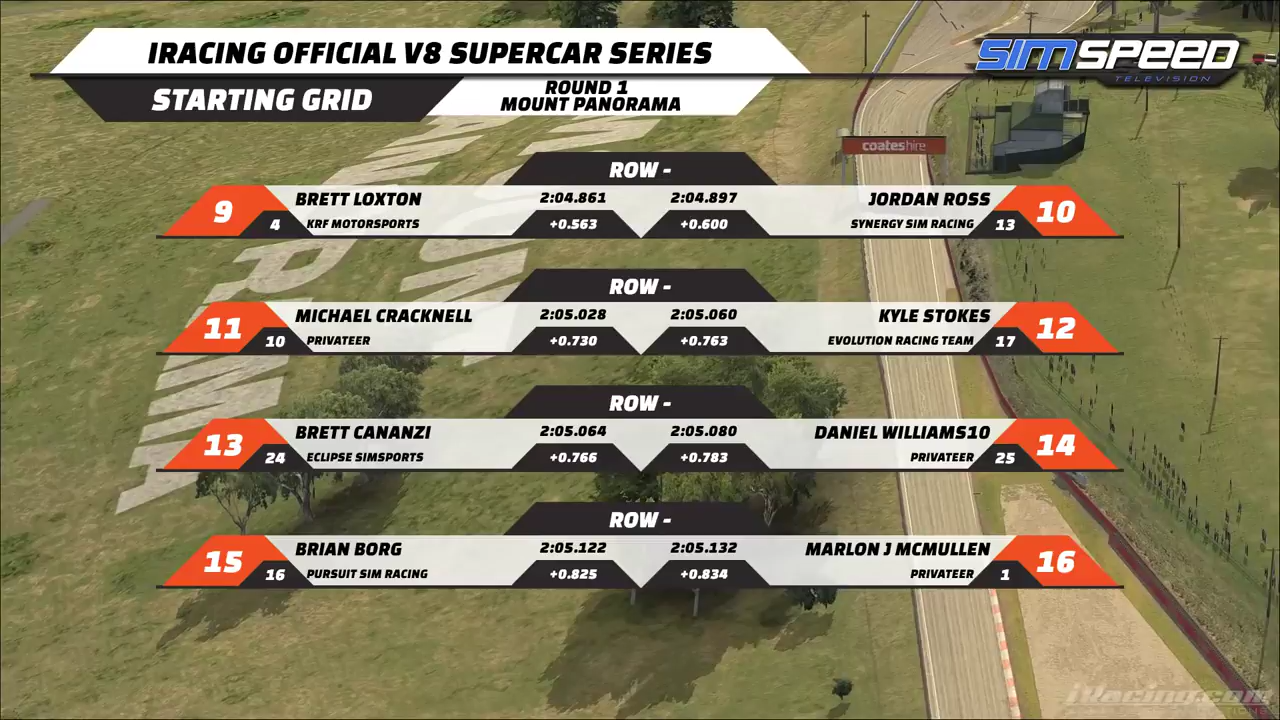 IRACING OFFICIAL V8 SUPERCAR SERIES
STARTING GRID
ROUND 1
MOUNT PANORAMA
SIMSPEED
TELEVISION
coateshire
ROW -
9 BRETT LOXTON 2:04.861 2:04.897 JORDAN ROSS 10
4 KRF MOTORSPORTS +0.563 +0.600 SYNERGY SIM RACING 13
ROW -
11 MICHAEL CRACKNELL 2:05.028 2:05.060 KYLE STOKES 12
10 PRIVATEER +0.730 +0.763 EVOLUTION RACING TEAM 17
ROW -
13 BRETT CANANZI 2:05.064 2:05.080 DANIEL WILLIAMS10 14
24 ECLIPSE SIMSPORTS +0.766 +0.783 PRIVATEER 25
ROW -
15 BRIAN BORG 2:05.122 2:05.132 MARLON J MCMULLEN 16
16 PURSUIT SIM RACING +0.825 +0.834 PRIVATEER 1
iRacing.com